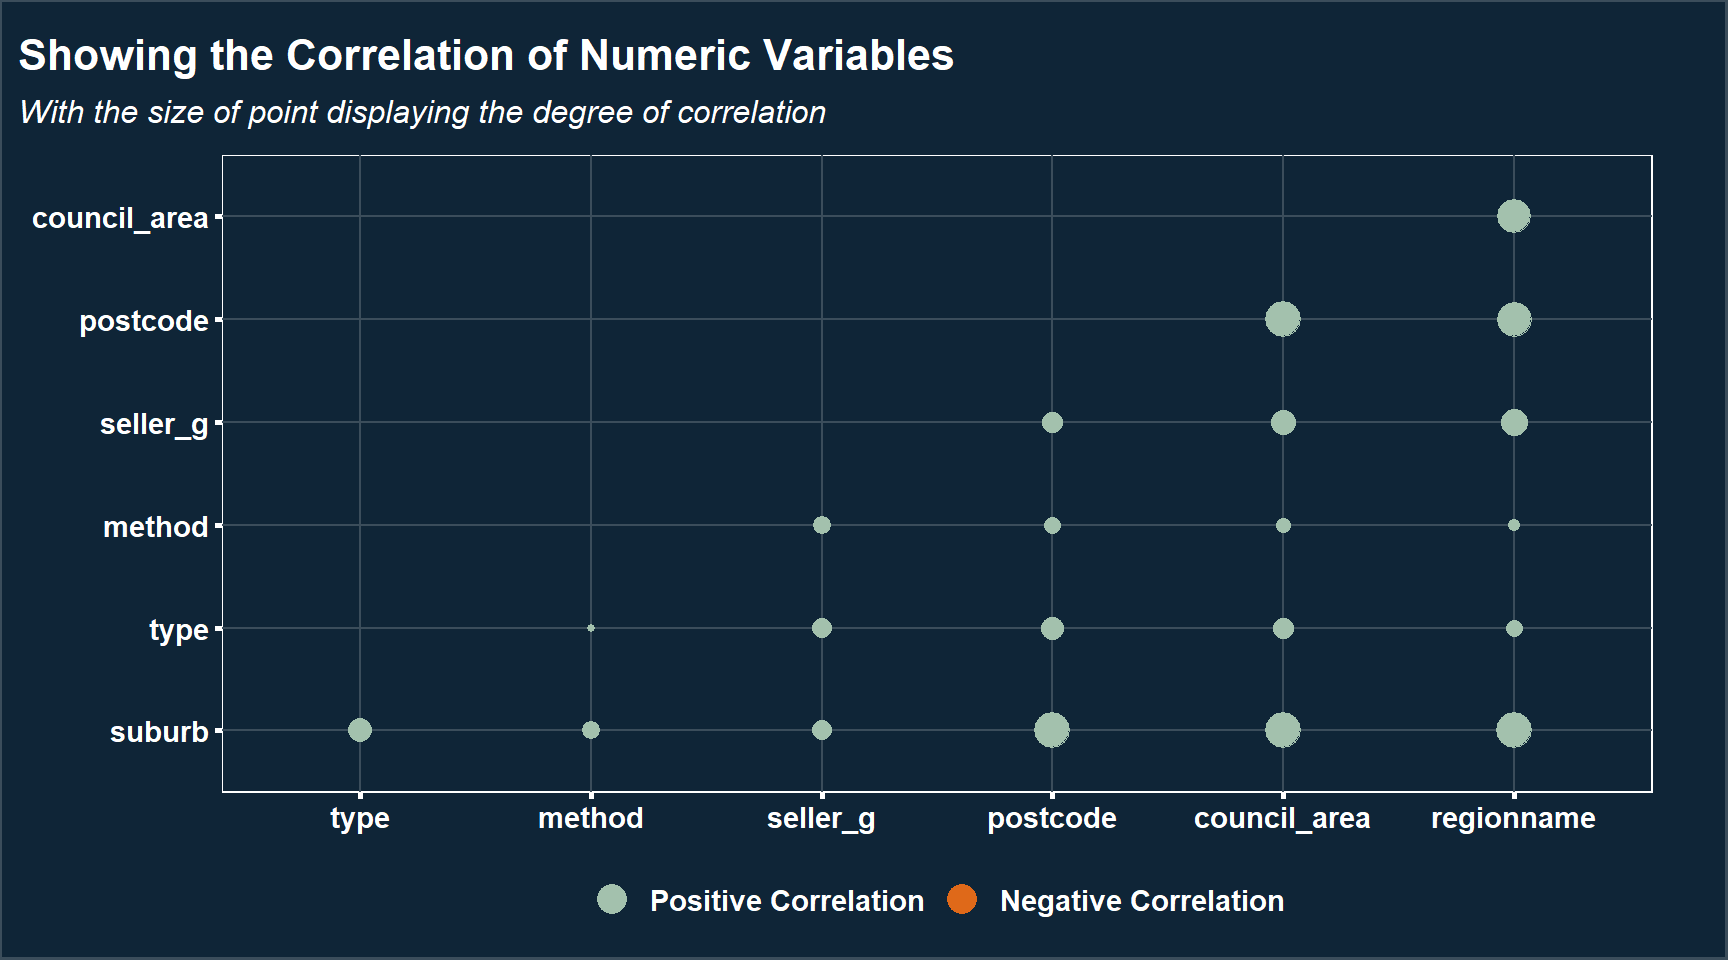 Showing the Correlation of Numeric Variables
With the size of point displaying the degree of correlation
council_area
postcode
seller_g
method
type
suburb
type method seller_g postcode council_area regionname
Positive Correlation Negative Correlation